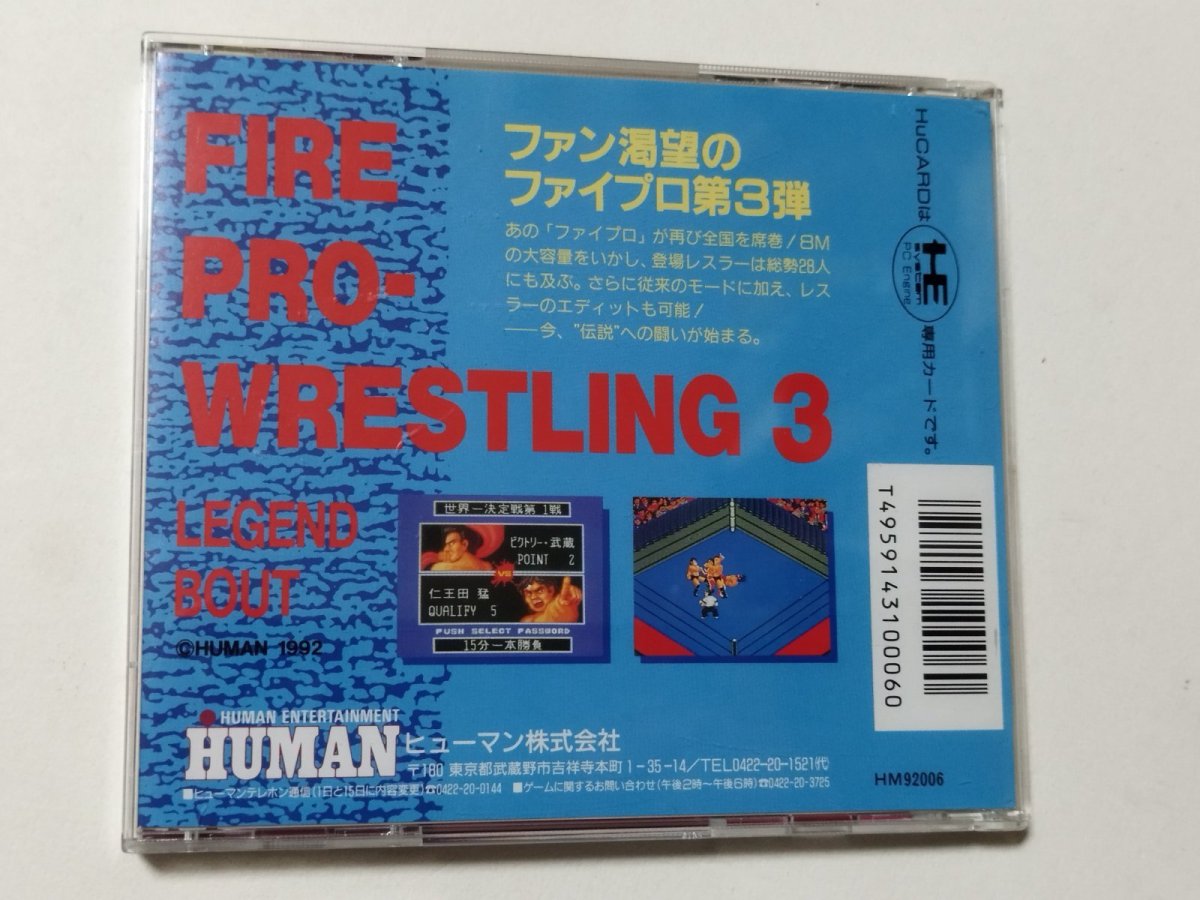 FIRE
PRO-
WRESTLING 3
LEGEND
BOUT
©HUMAN 1992
ファン渇望の
ファイプロ第3弾
あの「ファイプロ」が再び全国を席巻!8M
の大容量をいかし、登場レスラーは総勢28人
にも及ぶ。さらに従来のモードに加え、レス
ラーのエディットも可能!
――今、"伝説"への闘いが始まる。
HuCARDは
HE
system
PC Engine
専用カードです。
世界一決定戦第1戦
ビクトリー・武蔵
POINT 2
VS
仁王田 猛
QUALIFY 5
PUSH SELECT PASSWORD
15分一本勝負
T4959143100060
HM92006
HUMAN ENTERTAINMENT
HUMAN ヒューマン株式会社
〒180 東京都武蔵野市吉祥寺本町1-35-14/TEL0422-20-1521㈹
■ヒューマンテレホン通信(1日と15日に内容変更)☎0422-20-0144 ■ゲームに関するお問い合わせ(午後2時〜午後6時)☎0422-20-3725